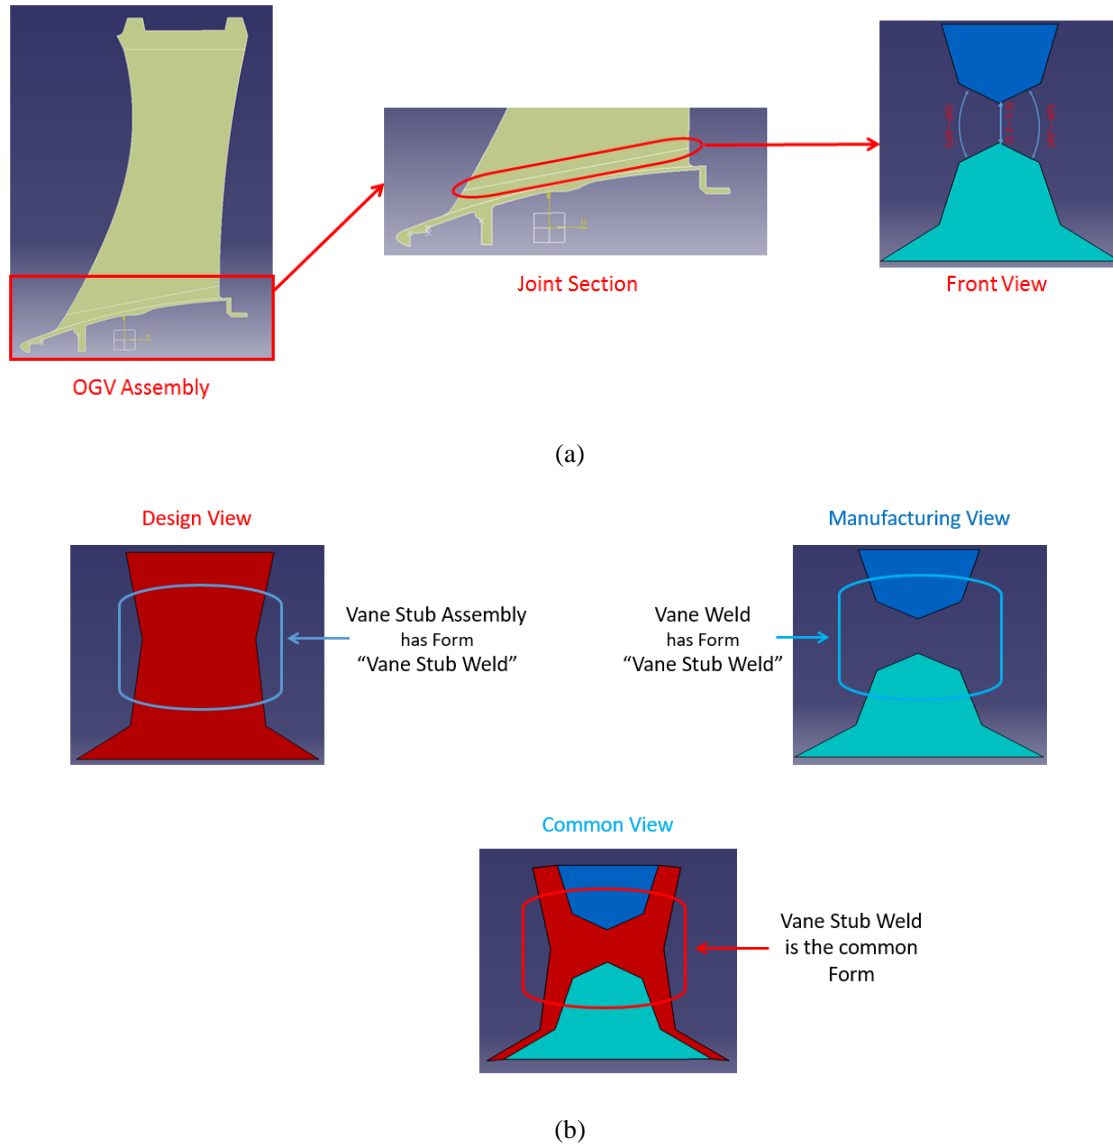 OGV Assembly
Joint Section
Front View
(a)
Design View
Manufacturing View
Vane Stub Assembly
has Form
“Vane Stub Weld”
Vane Weld
has Form
“Vane Stub Weld”
Common View
Vane Stub Weld
is the common
Form
(b)